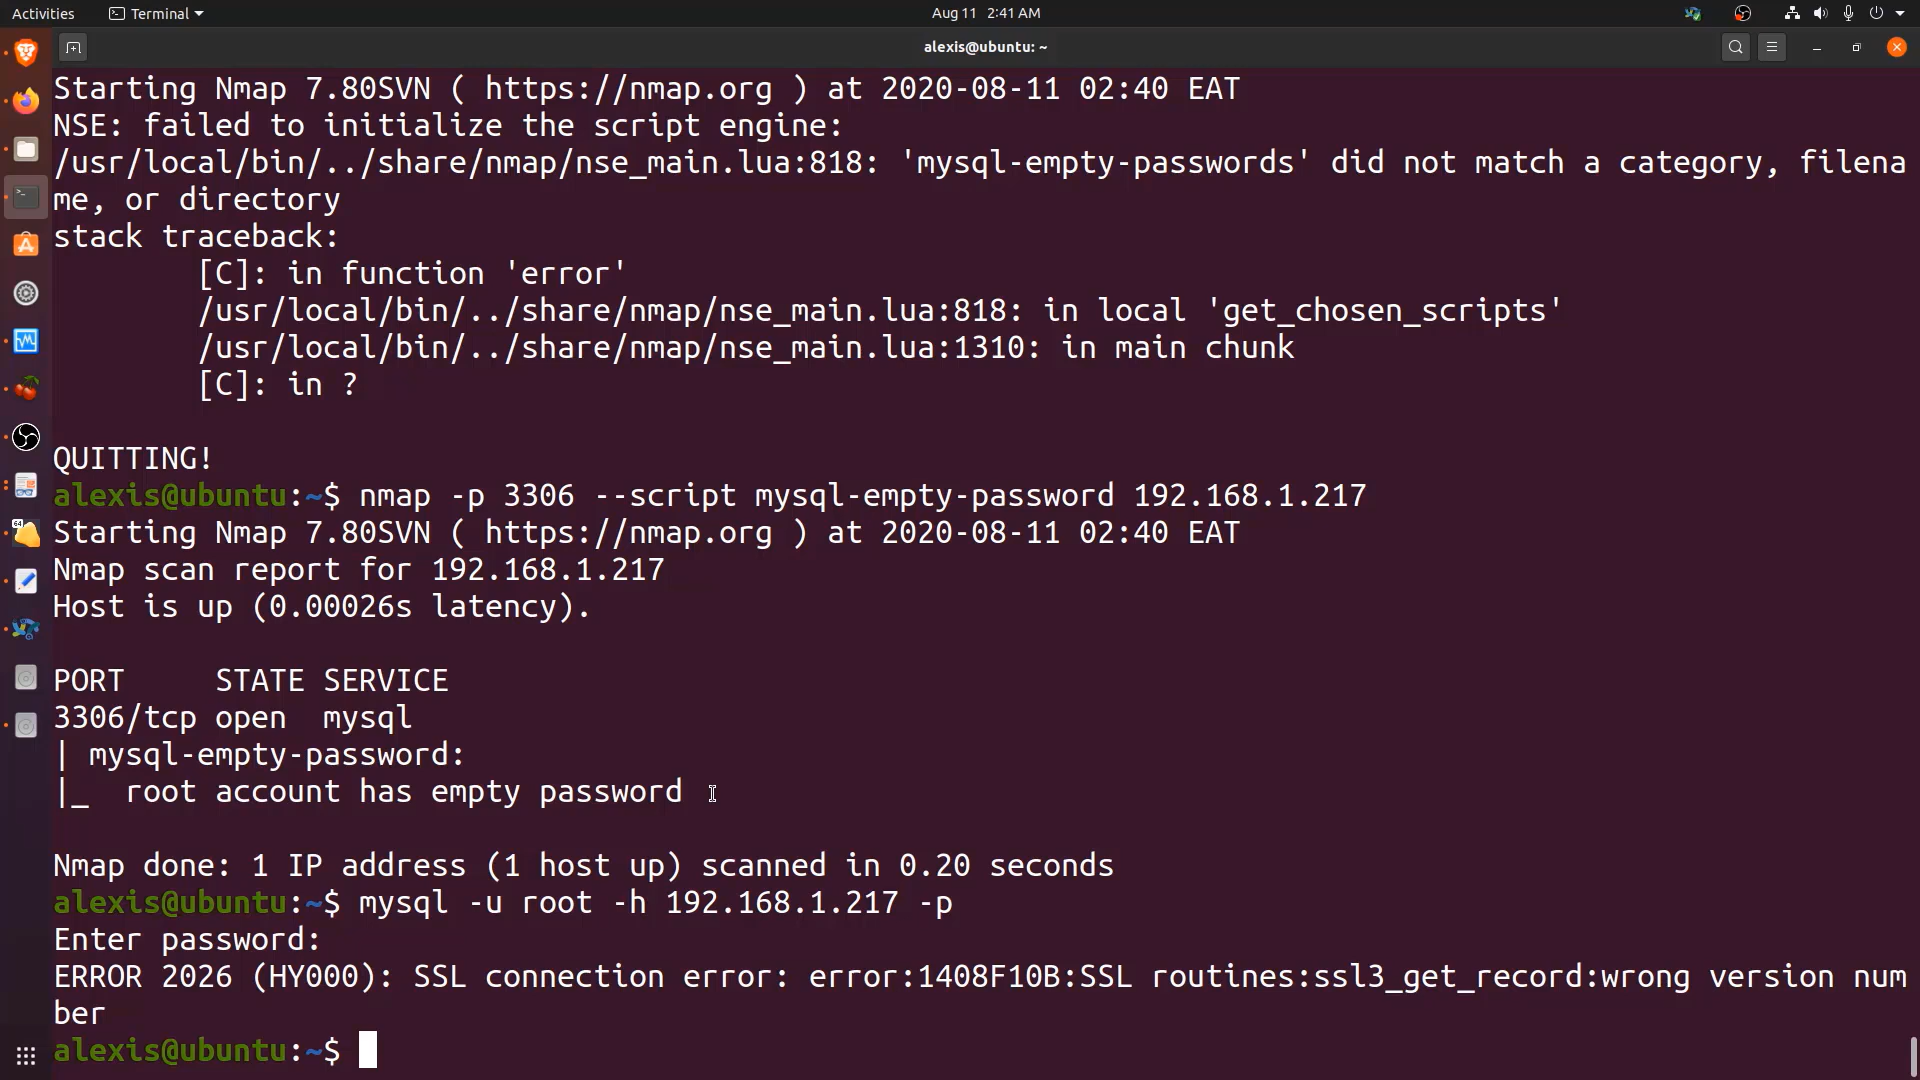 Activities
Terminal
Aug 11 2:41 AM
alexis@ubuntu: ~
Starting Nmap 7.80SVN ( https://nmap.org ) at 2020-08-11 02:40 EAT
NSE: failed to initialize the script engine:
/usr/local/bin/../share/nmap/nse_main.lua:818: 'mysql-empty-passwords' did not match a category, filena
me, or directory
stack traceback:
[C]: in function 'error'
/usr/local/bin/../share/nmap/nse_main.lua:818: in local 'get_chosen_scripts'
/usr/local/bin/../share/nmap/nse_main.lua:1310: in main chunk
[C]: in ?
QUITTING!
alexis@ubuntu:~$ nmap -p 3306 --script mysql-empty-password 192.168.1.217
Starting Nmap 7.80SVN ( https://nmap.org ) at 2020-08-11 02:40 EAT
Nmap scan report for 192.168.1.217
Host is up (0.00026s latency).
PORT     STATE SERVICE
3306/tcp open  mysql
| mysql-empty-password:
|_  root account has empty password
Nmap done: 1 IP address (1 host up) scanned in 0.20 seconds
alexis@ubuntu:~$ mysql -u root -h 192.168.1.217 -p
Enter password:
ERROR 2026 (HY000): SSL connection error: error:1408F10B:SSL routines:ssl3_get_record:wrong version num
ber
alexis@ubuntu:~$
64